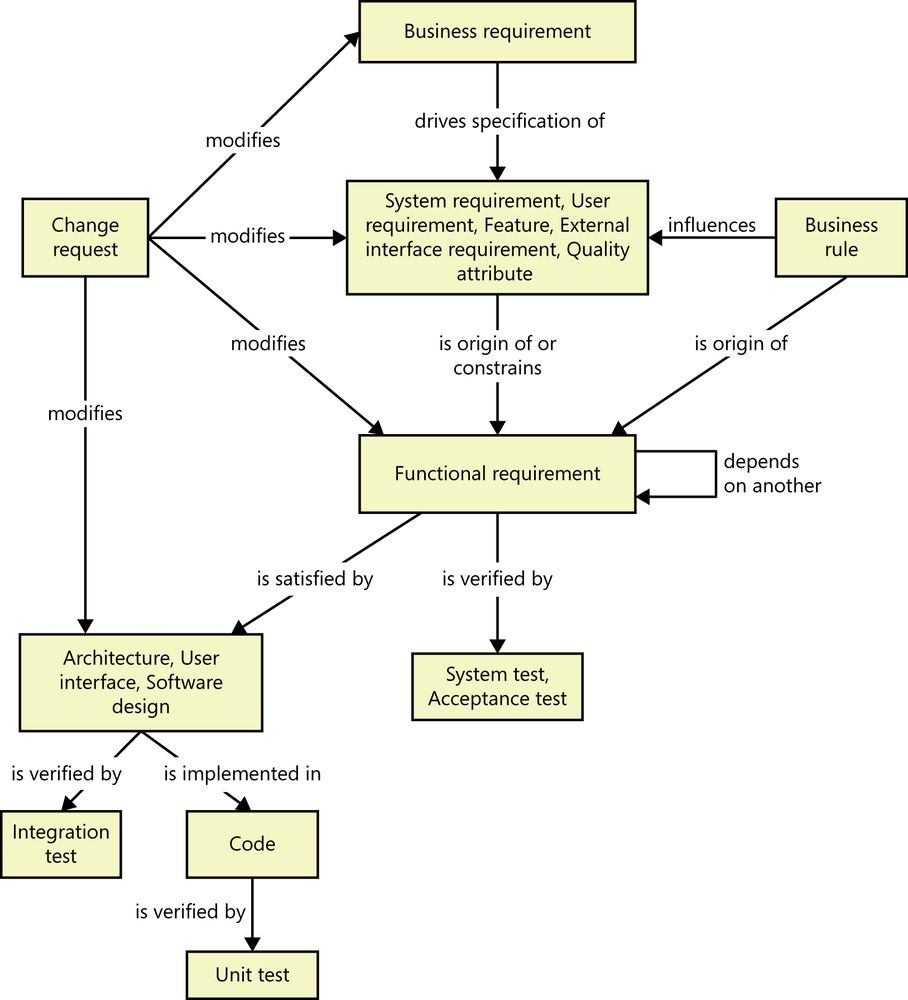 Business requirement
drives specification of
modifies
System requirement, User
requirement, Feature, External
interface requirement, Quality
attribute
Change
request
modifies
influences
Business
rule
modifies
is origin of or
constrains
is origin of
modifies
Functional requirement
depends
on another
is satisfied by
is verified by
Architecture, User
interface, Software
design
System test,
Acceptance test
is verified by
is implemented in
Integration
test
Code
is verified by
Unit test